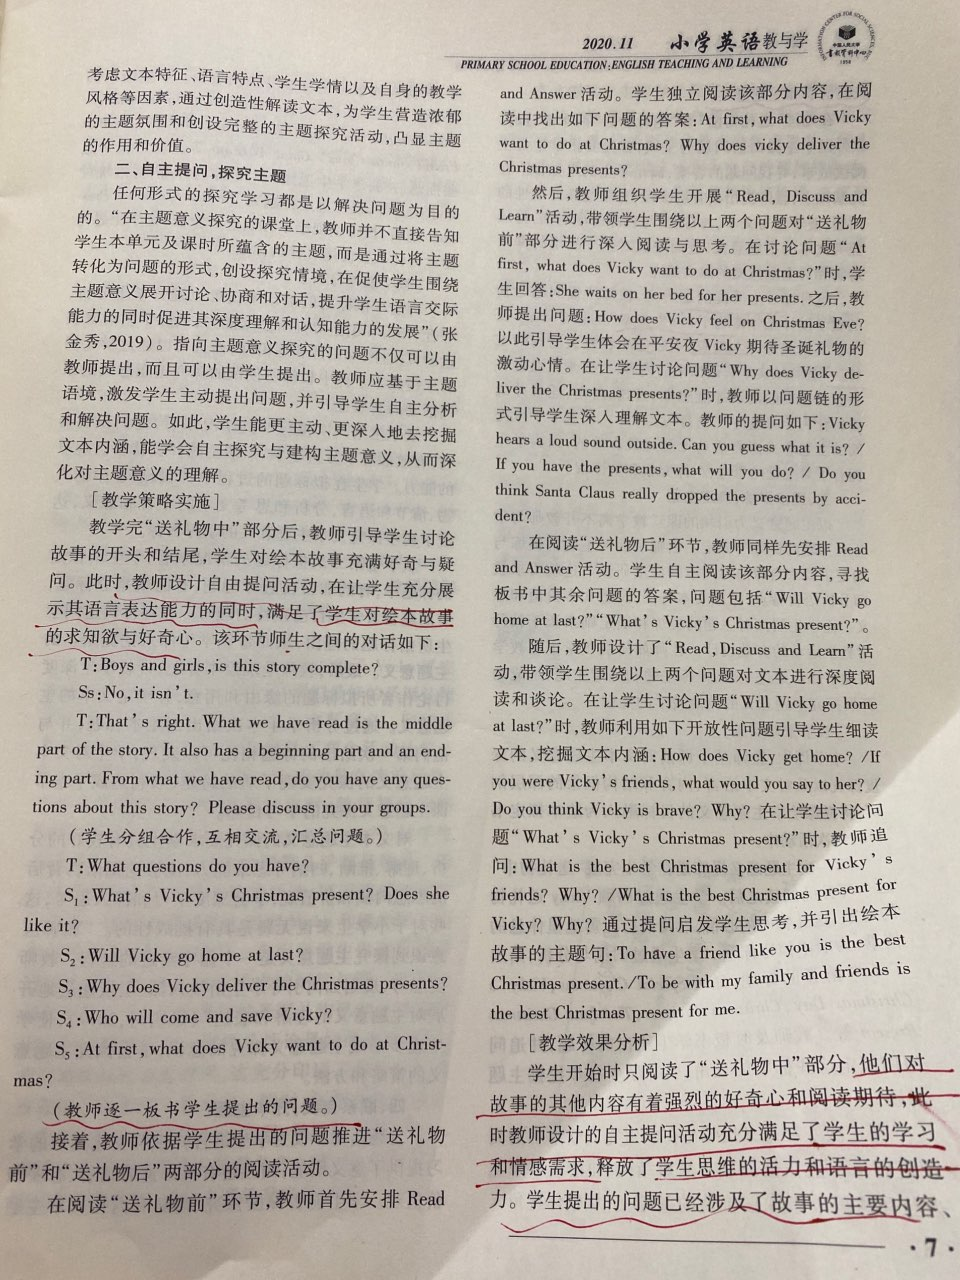 2020.11 小学英语教与学
PRIMARY SCHOOL EDUCATION:ENGLISH TEACHING AND LEARNING
考虑文本特征、语言特点、学生学情以及自身的教学
风格等因素,通过创造性解读文本,为学生营造浓郁
的主题氛围和创设完整的主题探究活动,凸显主题
的作用和价值。
二、自主提问,探究主题
任何形式的探究学习都是以解决问题为目的
的。“在主题意义探究的课堂上,教师并不直接告知
学生本单元及课时所蕴含的主题,而是通过将主题
转化为问题的形式,创设探究情境,在促使学生围绕
主题意义展开讨论、协商和对话,提升学生语言交际
能力的同时促进其深度理解和认知能力的发展”(张
金秀,2019)。指向主题意义探究的问题不仅可以由
教师提出,而且可以由学生提出。教师应基于主题
语境,激发学生主动提出问题,并引导学生自主分析
和解决问题。如此,学生能更主动、更深入地去挖掘
文本内涵,能学会自主探究与建构主题意义,从而深
化对主题意义的理解。
[教学策略实施]
教学完“送礼物中”部分后,教师引导学生讨论
故事的开头和结尾,学生对绘本故事充满好奇与疑
问。此时,教师设计自由提问活动,在让学生充分展
示其语言表达能力的同时,满足了学生对绘本故事
的求知欲与好奇心。该环节师生之间的对话如下:
T:Boys and girls,is this story complete?
Ss:No,it isn’t.
T:That’s right. What we have read is the middle
part of the story. It also has a beginning part and an end-
ing part. From what we have read,do you have any ques-
tions about this story? Please discuss in your groups.
(学生分组合作,互相交流,汇总问题。)
T:What questions do you have?
S1:What’s Vicky’s Christmas present? Does she
like it?
S2:Will Vicky go home at last?
S3:Why does Vicky deliver the Christmas presents?
S4:Who will come and save Vicky?
S5:At first,what does Vicky want to do at Christ-
mas?
(教师逐一板书学生提出的问题。)
接着,教师依据学生提出的问题推进“送礼物
前”和“送礼物后”两部分的阅读活动。
在阅读“送礼物前”环节,教师首先安排 Read
and Answer 活动。学生独立阅读该部分内容,在阅
读中找出如下问题的答案:At first,what does Vicky
want to do at Christmas? Why does vicky deliver the
Christmas presents?
然后,教师组织学生开展“Read, Discuss and
Learn”活动,带领学生围绕以上两个问题对“送礼物
前”部分进行深入阅读与思考。在讨论问题“At
first, what does Vicky want to do at Christmas?”时,学
生回答:She waits on her bed for her presents. 之后,教
师提出问题:How does Vicky feel on Christmas Eve?
以此引导学生体会在平安夜 Vicky 期待圣诞礼物的
激动心情。在让学生讨论问题“Why does Vicky de-
liver the Christmas presents?”时,教师以问题链的形
式引导学生深入理解文本。教师的提问如下:Vicky
hears a loud sound outside. Can you guess what it is? /
If you have the presents,what will you do? / Do you
think Santa Claus really dropped the presents by acci-
dent?
在阅读“送礼物后”环节,教师同样先安排 Read
and Answer 活动。学生自主阅读该部分内容,寻找
板书中其余问题的答案,问题包括“Will Vicky go
home at last?”“What’s Vicky’s Christmas present?”。
随后,教师设计了“Read,Discuss and Learn”活
动,带领学生围绕以上两个问题对文本进行深度阅
读和谈论。在让学生讨论问题“Will Vicky go home
at last?”时,教师利用如下开放性问题引导学生细读
文本,挖掘文本内涵:How does Vicky get home? /If
you were Vicky’s friends, what would you say to her? /
Do you think Vicky is brave? Why? 在让学生讨论问
题“What’s Vicky’s Christmas present?”时,教师追
问:What is the best Christmas present for Vicky’s
friends? Why? /What is the best Christmas present for
Vicky? Why? 通过提问启发学生思考,并引出绘本
故事的主题句:To have a friend like you is the best
Christmas present. /To be with my family and friends is
the best Christmas present for me.
[教学效果分析]
学生开始时只阅读了“送礼物中”部分,他们对
故事的其他内容有着强烈的好奇心和阅读期待,此
时教师设计的自主提问活动充分满足了学生的学习
和情感需求,释放了学生思维的活力和语言的创造
力。学生提出的问题已经涉及了故事的主要内容、
·7·